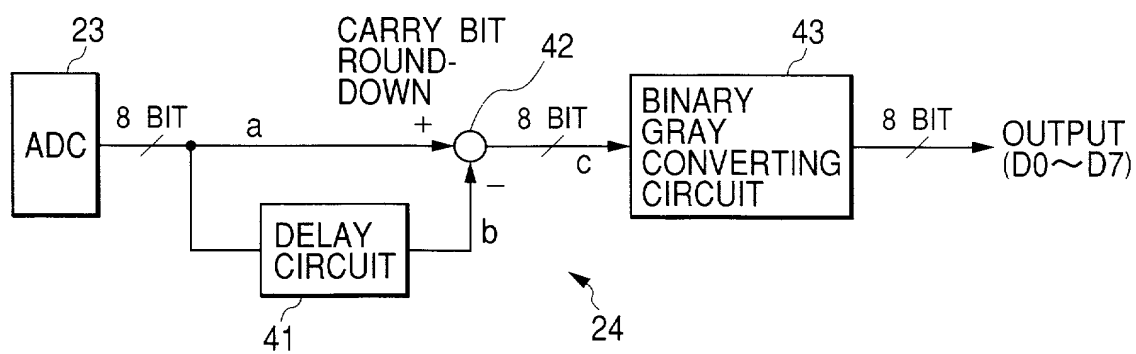 23
ADC
8 BIT
a
CARRY BIT
ROUND-
DOWN
+
−
42
8 BIT
c
43
BINARY
GRAY
CONVERTING
CIRCUIT
8 BIT
OUTPUT
(D0～D7)
DELAY
CIRCUIT
b
41
24